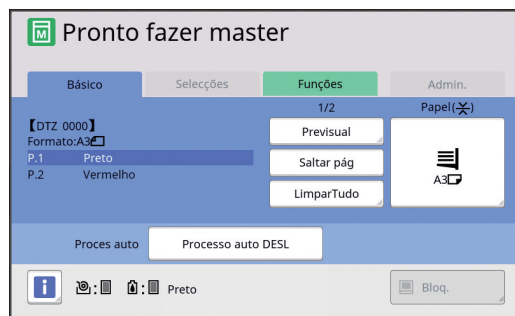 Pronto fazer master
Básico Selecções Funções Admin.
1/2 Papel( )
【DTZ 0000】
Formato:A3
P.1 Preto
P.2 Vermelho
Previsual
Saltar pág
LimparTudo
A3
Proces auto Processo auto DESL
i : : Preto Bloq.